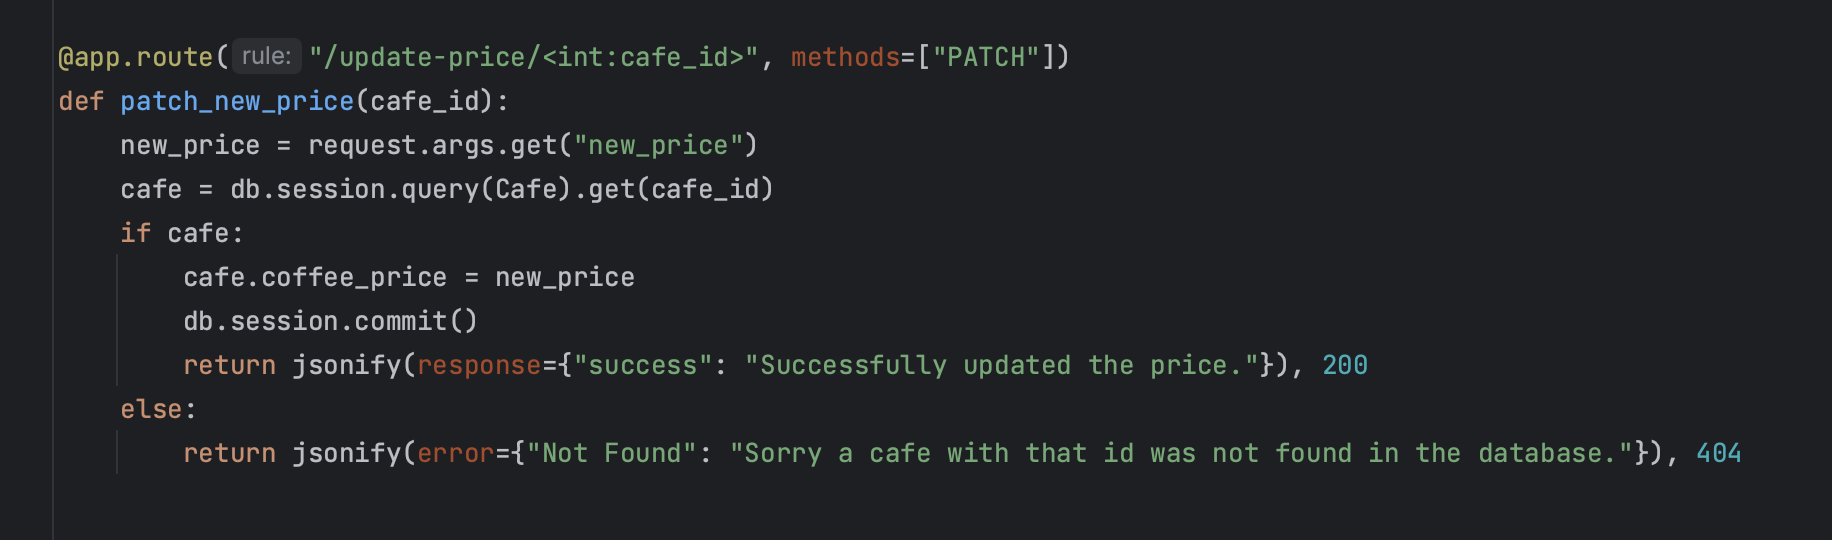 @app.route( rule: "/update-price/<int:cafe_id>", methods=["PATCH"])
def patch_new_price(cafe_id):
    new_price = request.args.get("new_price")
    cafe = db.session.query(Cafe).get(cafe_id)
    if cafe:
        cafe.coffee_price = new_price
        db.session.commit()
        return jsonify(response={"success": "Successfully updated the price."}), 200
    else:
        return jsonify(error={"Not Found": "Sorry a cafe with that id was not found in the database."}), 404